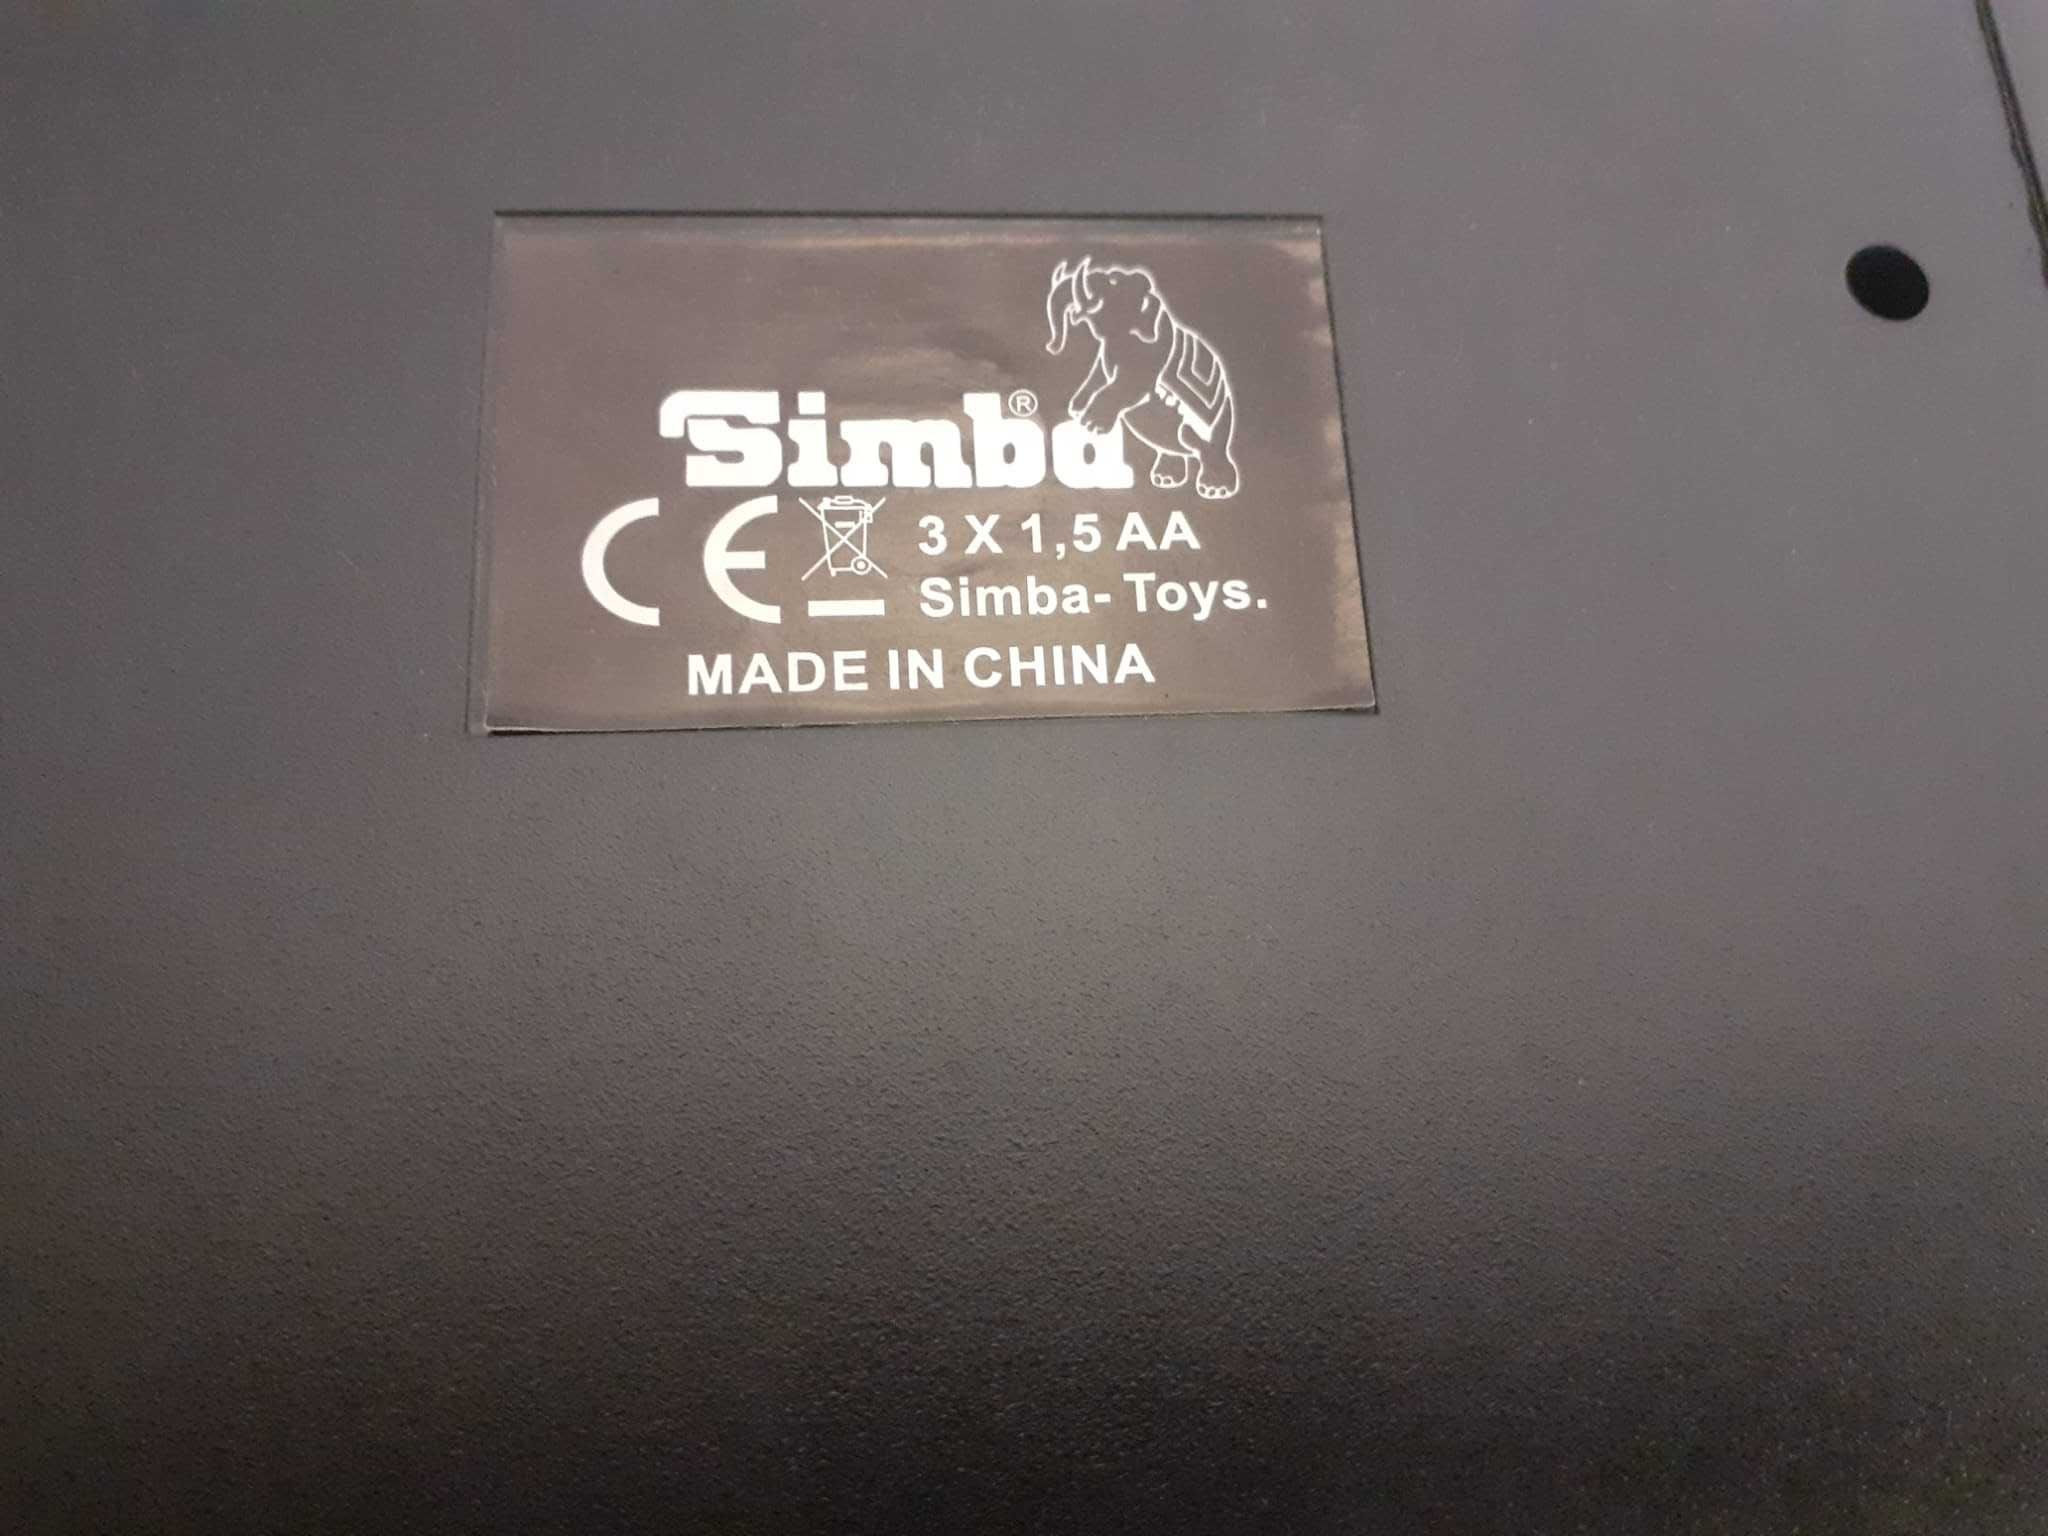 Simba®
CE 3 X 1,5 AA
Simba- Toys.
MADE IN CHINA